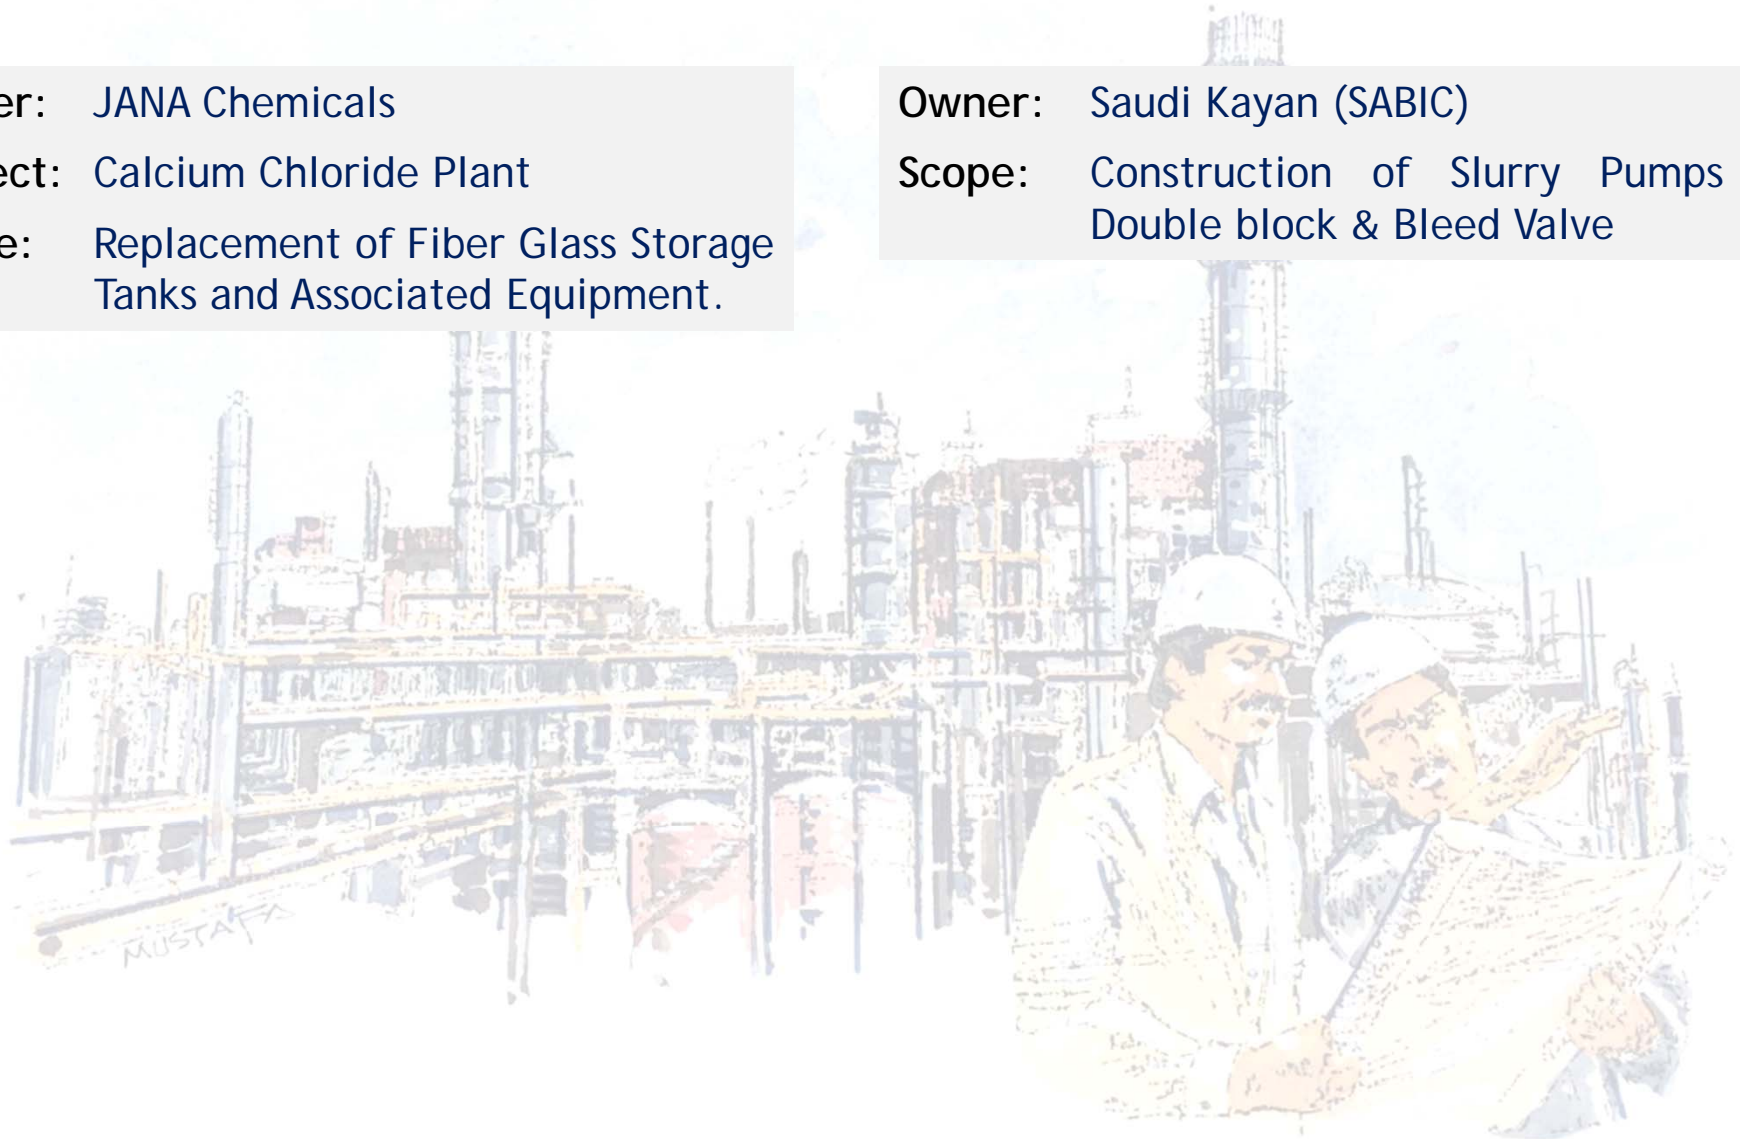 er: JANA Chemicals
ect: Calcium Chloride Plant
e: Replacement of Fiber Glass Storage
Tanks and Associated Equipment.
Owner: Saudi Kayan (SABIC)
Scope: Construction of Slurry Pumps
Double block & Bleed Valve
MUSTAFA